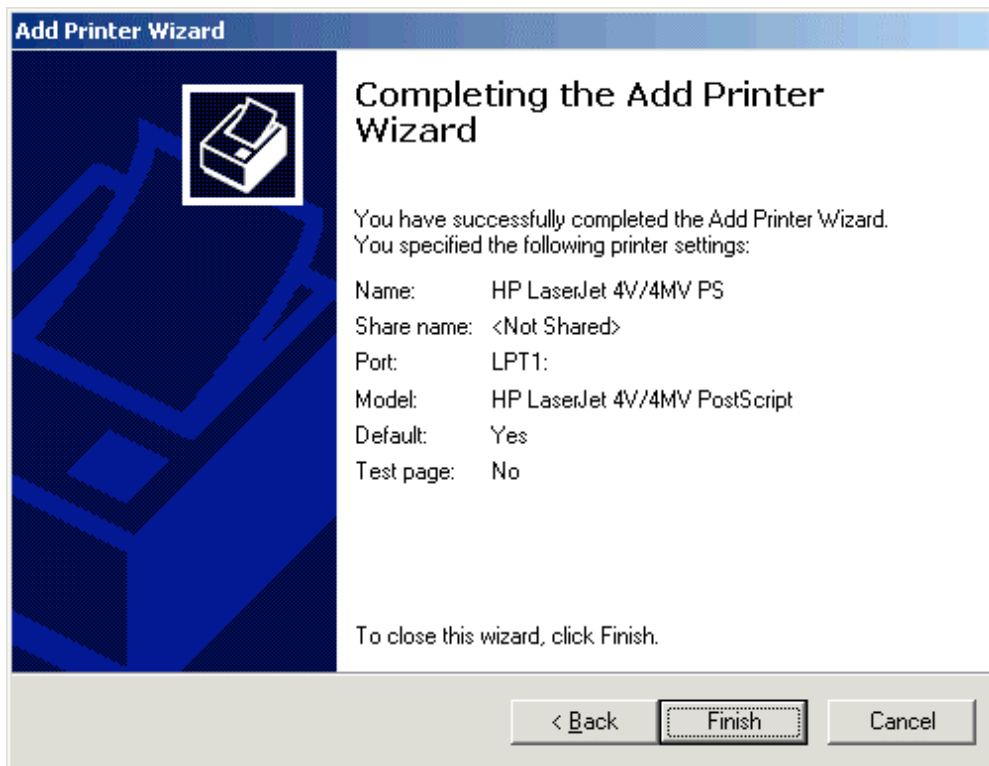 Add Printer Wizard
Completing the Add Printer
Wizard
You have successfully completed the Add Printer Wizard.
You specified the following printer settings:
Name: HP LaserJet 4V/4MV PS
Share name: <Not Shared>
Port: LPT1:
Model: HP LaserJet 4V/4MV PostScript
Default: Yes
Test page: No
To close this wizard, click Finish.
< Back Finish Cancel